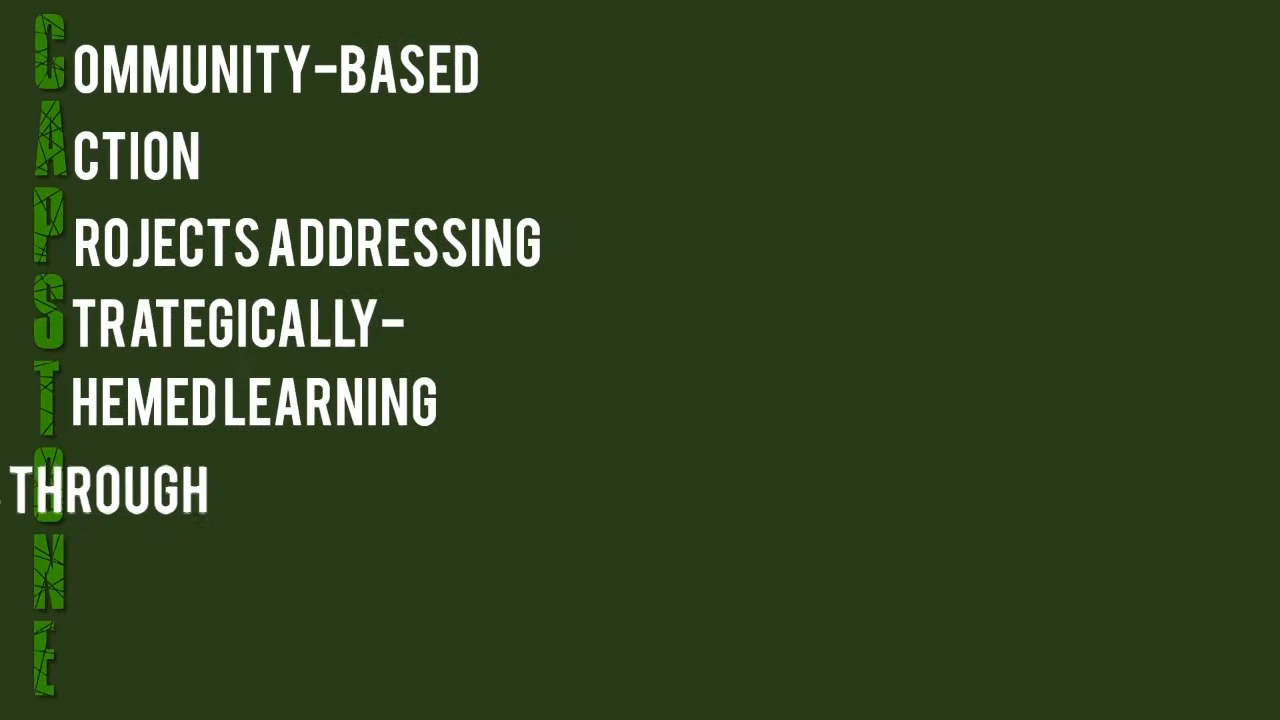 COMMUNITY-BASED
ACTION
PROJECTS ADDRESSING
STRATEGICALLY-
THEMED LEARNING
O THROUGH
N
E